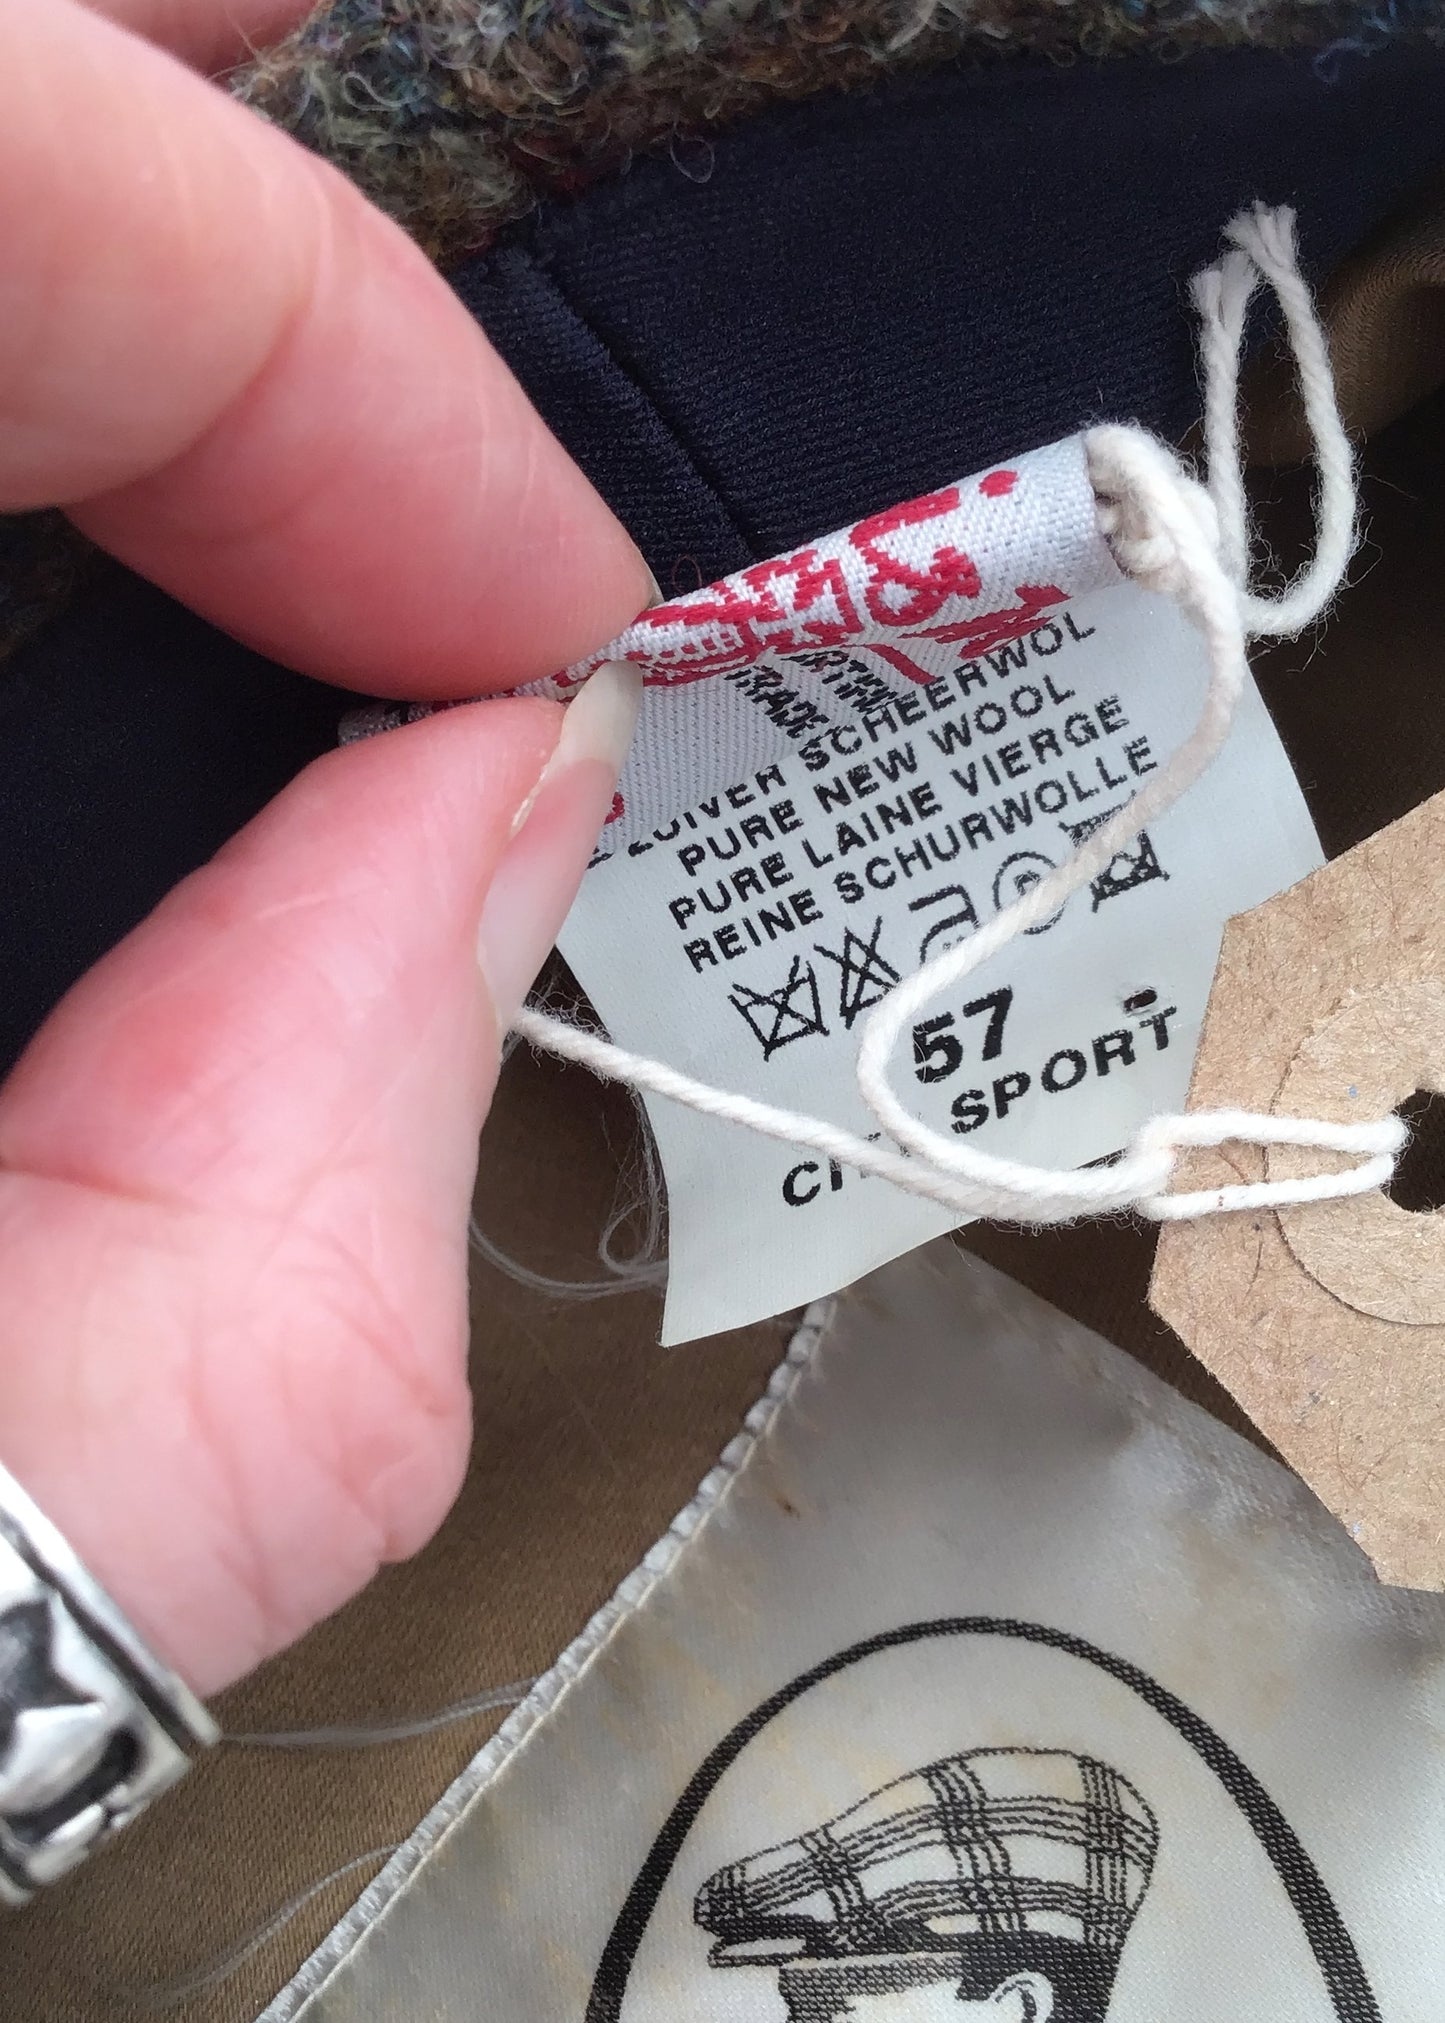 ZUIVER SCHEERWOL
PURE NEW WOOL
PURE LAINE VIERGE
REINE SCHURWOLLE
57
SPORT